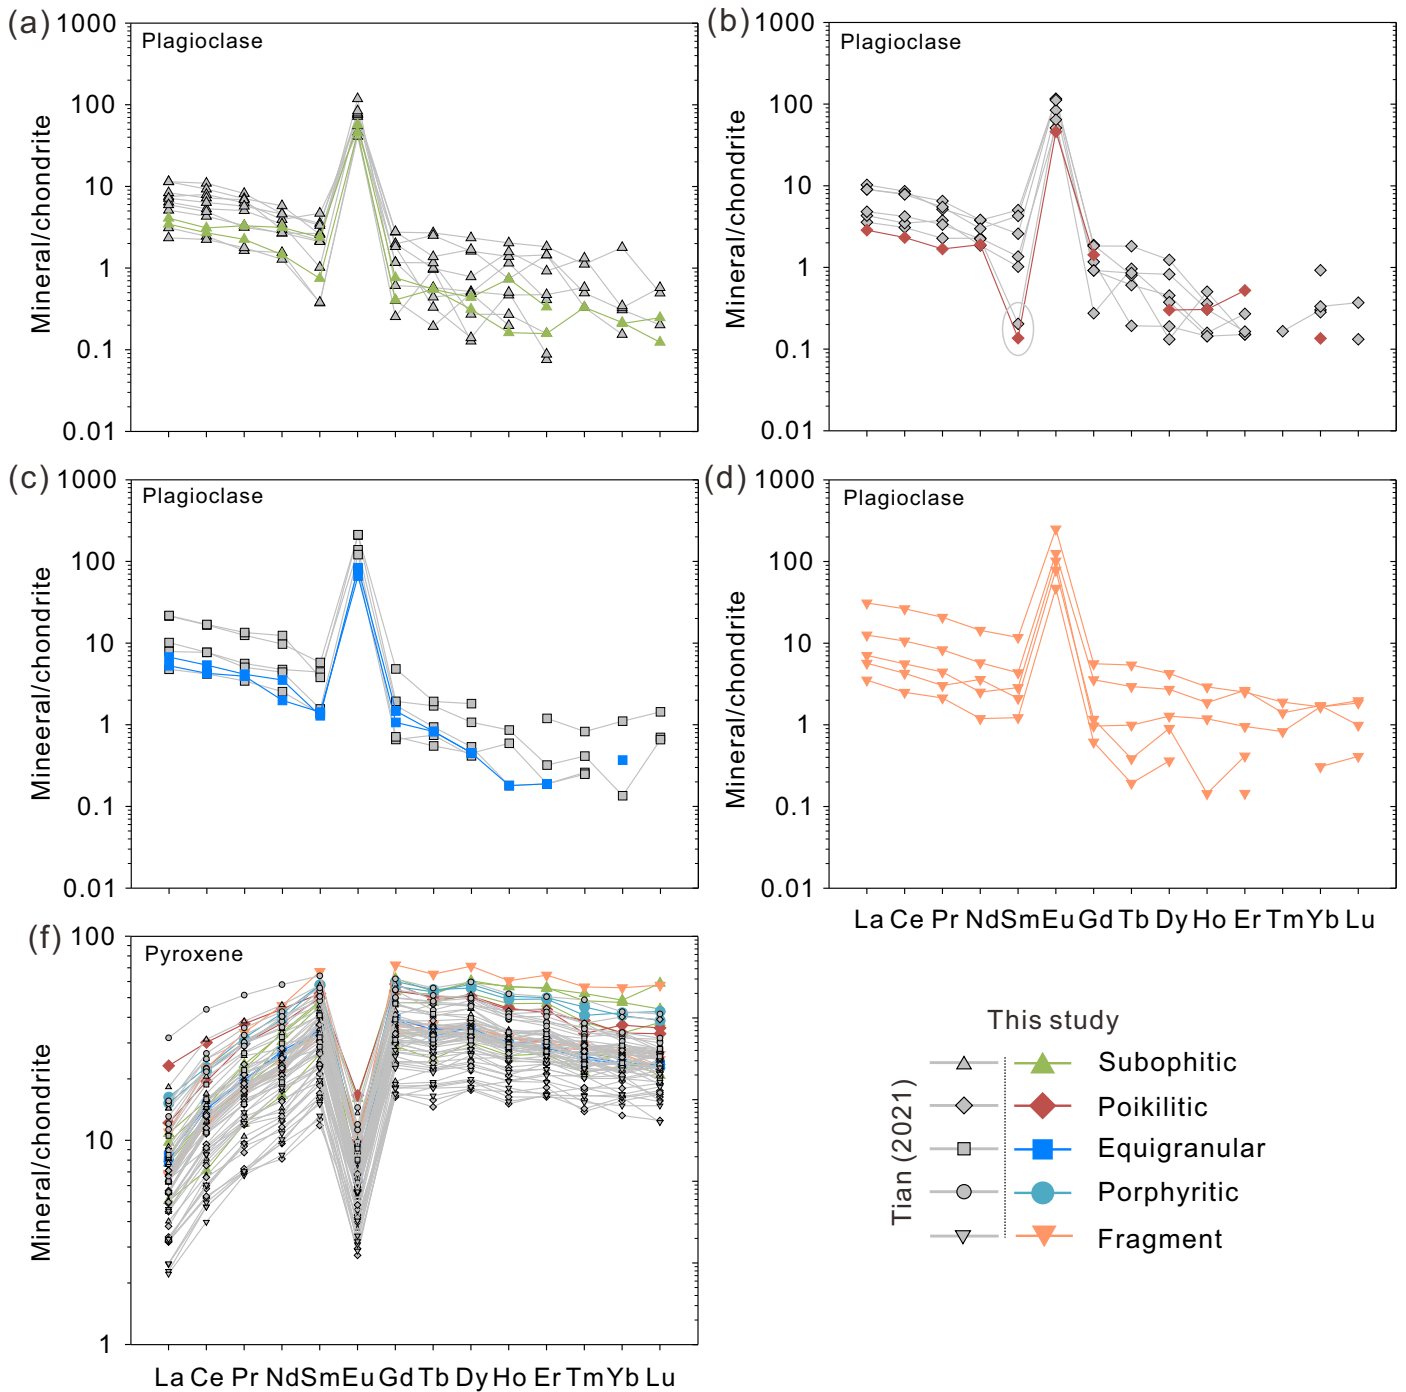 (a)
1000
100
10
1
0.1
0.01
Mineral/chondrite
Plagioclase
(b)
1000
100
10
1
0.1
0.01
Mineral/chondrite
Plagioclase
(c)
1000
100
10
1
0.1
0.01
Mineeral/chondrite
Plagioclase
(d)
1000
100
10
1
0.1
0.01
Mineral/chondrite
Plagioclase
La Ce Pr Nd Sm Eu Gd Tb Dy Ho Er Tm Yb Lu
(f)
100
10
1
Mineral/chondrite
Pyroxene
La Ce Pr Nd Sm Eu Gd Tb Dy Ho Er Tm Yb Lu
This study
Tian (2021)
Subophitic
Poikilitic
Equigranular
Porphyritic
Fragment